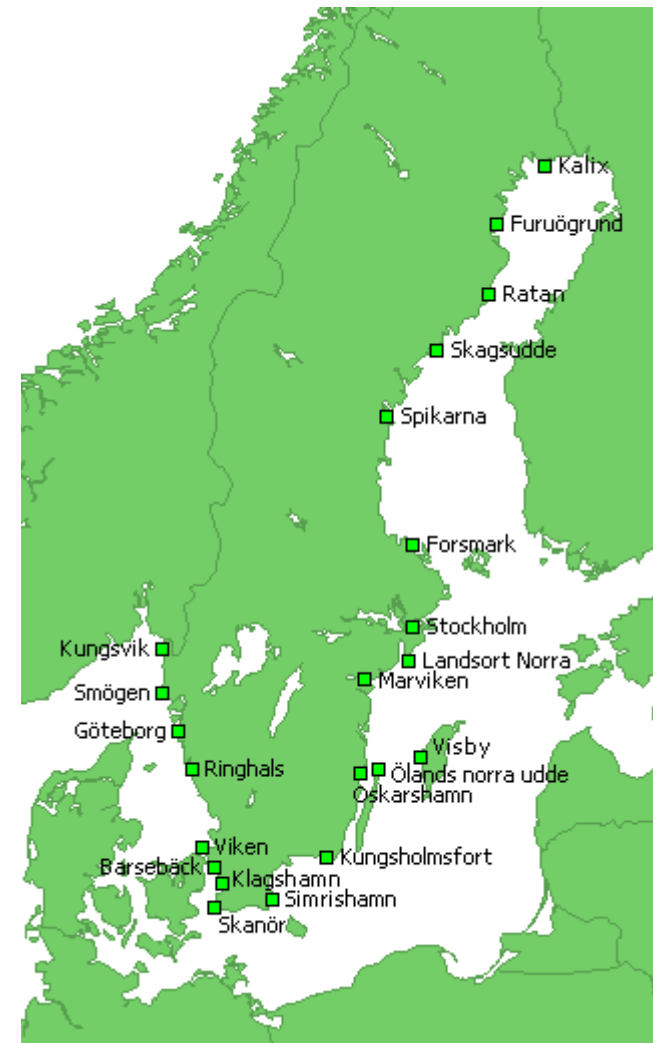 Kalix
Furuögrund
Ratan
Skagsudde
Spikarna
Forsmark
Stockholm
Kungsvik
Landsort Norra
Marviken
Smögen
Göteborg
Visby
Ringhals
Ölands norra udde
Oskarshamn
Viken
Kungsholmsfort
Barsebäck
Klagshamn
Simrishamn
Skanör